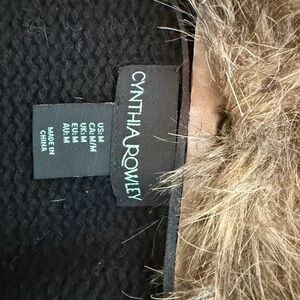 CYNTHIA ROWLEY
US: M
CA: M/M
UK: M
EU: M
AU: M
MADE IN
CHINA